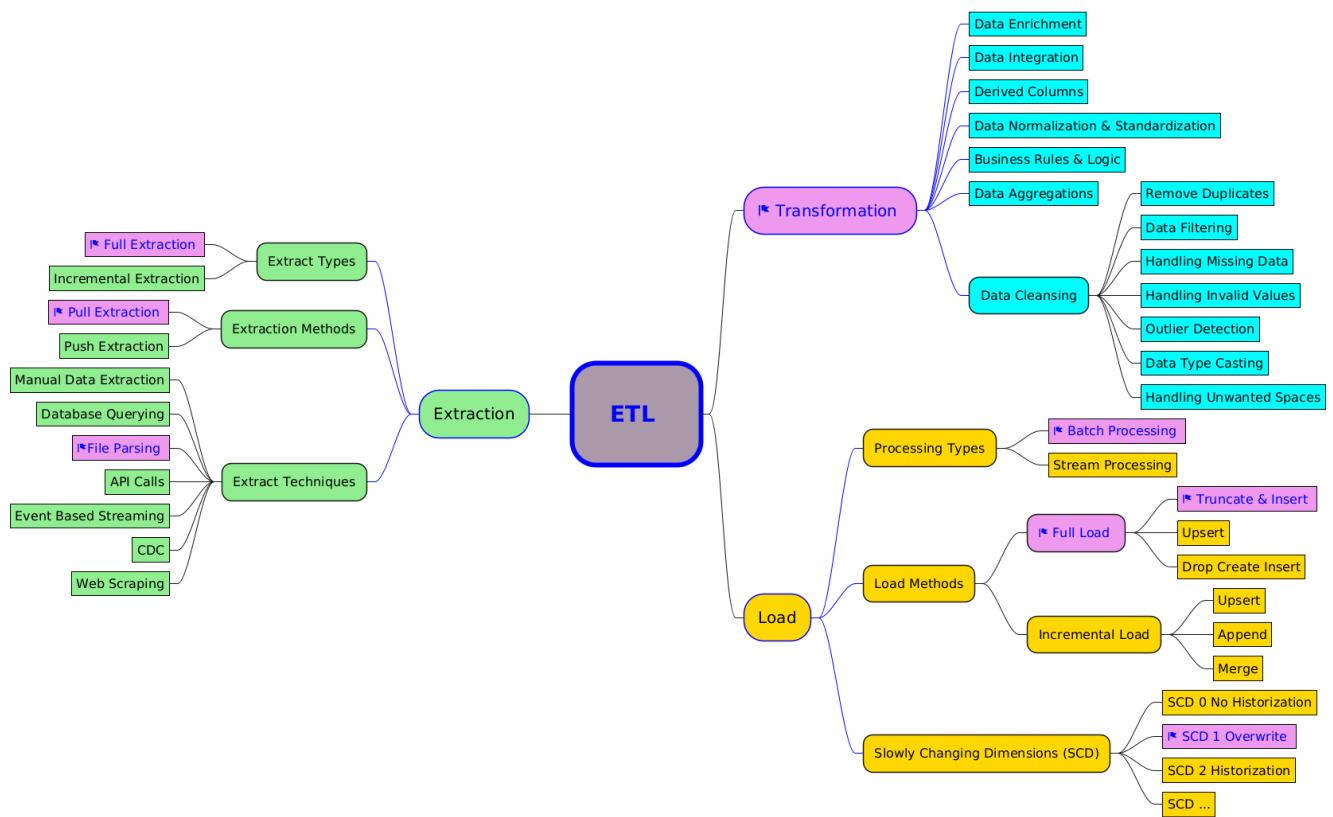 ETL
Extraction
Extract Types
Full Extraction
Incremental Extraction
Extraction Methods
Pull Extraction
Push Extraction
Extract Techniques
Manual Data Extraction
Database Querying
File Parsing
API Calls
Event Based Streaming
CDC
Web Scraping
Transformation
Data Enrichment
Data Integration
Derived Columns
Data Normalization & Standardization
Business Rules & Logic
Data Aggregations
Data Cleansing
Remove Duplicates
Data Filtering
Handling Missing Data
Handling Invalid Values
Outlier Detection
Data Type Casting
Handling Unwanted Spaces
Load
Processing Types
Batch Processing
Stream Processing
Load Methods
Full Load
Truncate & Insert
Upsert
Drop Create Insert
Incremental Load
Upsert
Append
Merge
Slowly Changing Dimensions (SCD)
SCD 0 No Historization
SCD 1 Overwrite
SCD 2 Historization
SCD ...